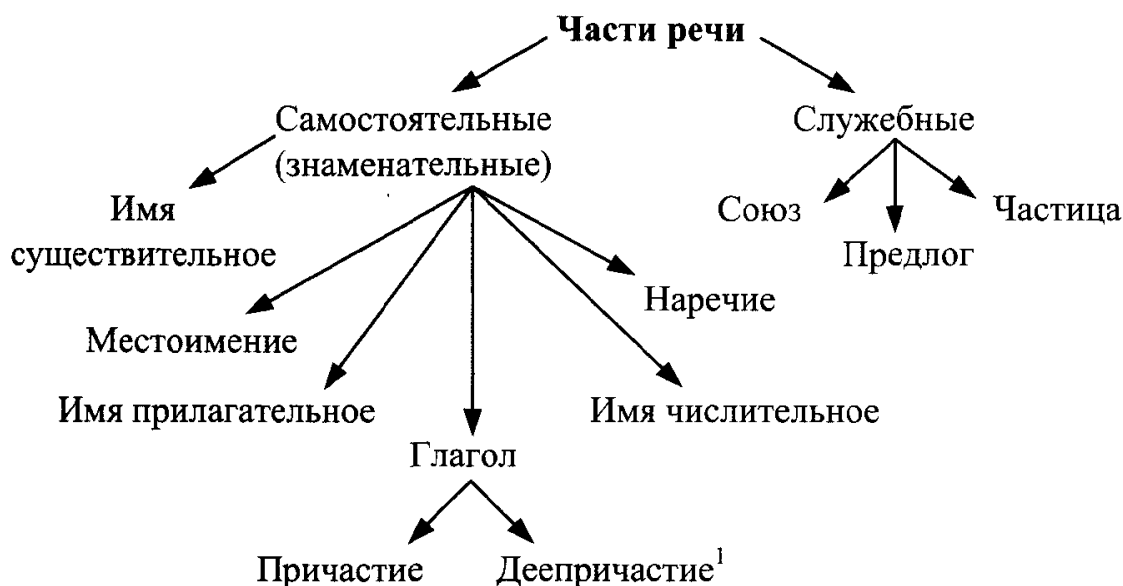 Части речи
Самостоятельные
(знаменательные)
Служебные
Имя
существительное
Союз
Частица
Предлог
Наречие
Местоимение
Имя прилагательное
Имя числительное
Глагол
Причастие
Деепричастие¹